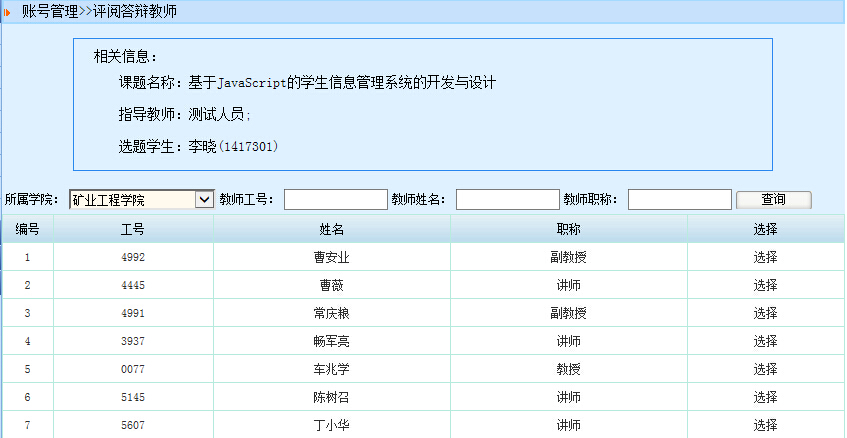 账号管理>>评阅答辩教师
相关信息：
课题名称：基于JavaScript的学生信息管理系统的开发与设计
指导教师：测试人员;
选题学生：李晓(1417301)
所属学院： 矿业工程学院 教师工号： 教师姓名： 教师职称： 查询
编号 工号 姓名 职称 选择
1 4992 曹安业 副教授 选择
2 4445 曹薇 讲师 选择
3 4991 常庆粮 副教授 选择
4 3937 畅军亮 讲师 选择
5 0077 车兆学 教授 选择
6 5145 陈树召 讲师 选择
7 5607 丁小华 讲师 选择